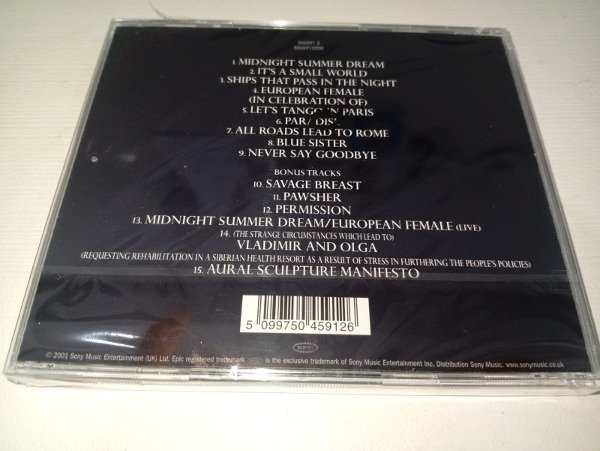 504591 2
5045912000
1. MIDNIGHT SUMMER DREAM
2. IT'S A SMALL WORLD
3. SHIPS THAT PASS IN THE NIGHT
4. EUROPEAN FEMALE
(IN CELEBRATION OF)
5. LET'S TANGO IN PARIS
6.
7. ALL ROADS LEAD TO ROME
8. BLUE SISTER
9. NEVER SAY GOODBYE
BONUS TRACKS
10. SAVAGE BREAST
11. PAWSHER
12. PERMISSION
13. MIDNIGHT SUMMER DREAM/EUROPEAN FEMALE (LIVE)
14. (THE STRANGE CIRCUMSTANCES WHICH LEAD TO)
VLADIMIR AND OLGA
(REQUESTING REHABILITATION IN A SIBERIAN HEALTH RESORT AS A RESULT OF STRESS IN FURTHERING THE PEOPLE'S POLICIES)
15. AURAL SCULPTURE MANIFESTO
5 099750 459126
EPIC
© 2001 Sony Music Entertainment (UK) Ltd. Epic registered trademark is the exclusive trademark of Sony Music Entertainment Inc. Distribution Sony Music. www.sonymusic.co.uk